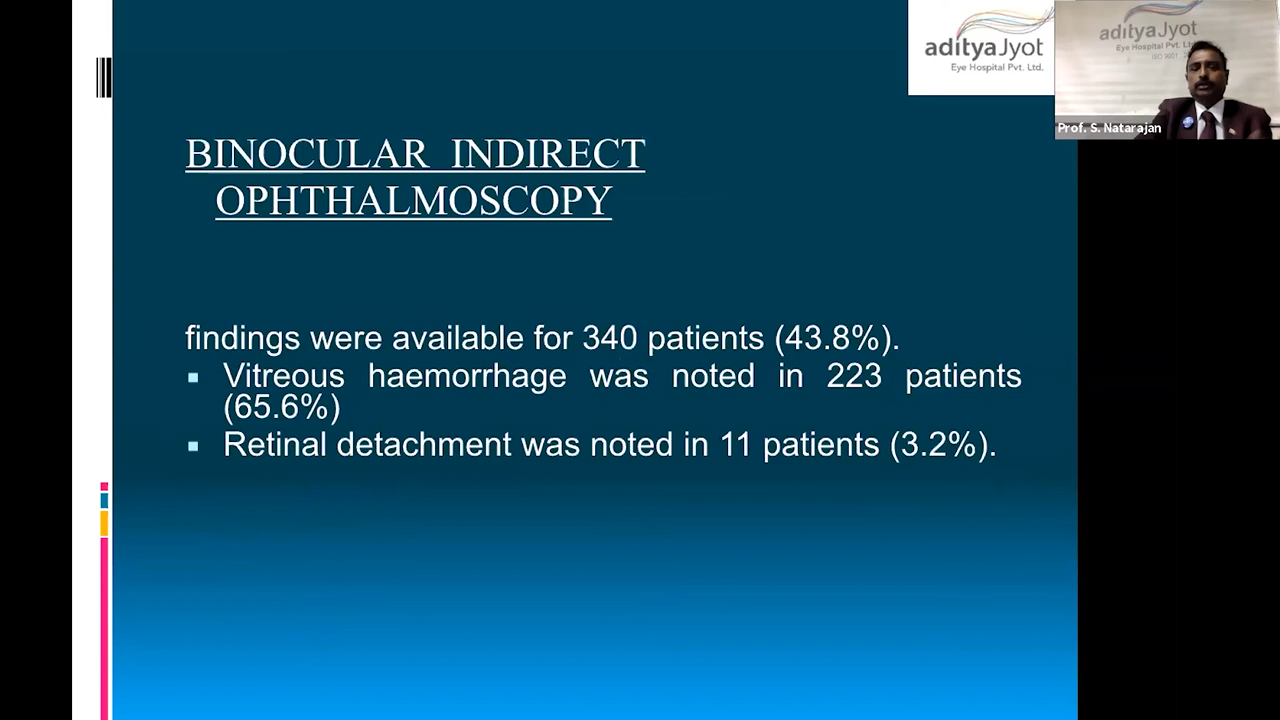 adityaJyot
Eye Hospital Pvt. Ltd.
adityaJyot
Eye Hospital Pvt. Lt
ISO 9001
Prof. S. Natarajan
BINOCULAR INDIRECT
OPHTHALMOSCOPY
findings were available for 340 patients (43.8%).
Vitreous haemorrhage was noted in 223 patients
(65.6%)
Retinal detachment was noted in 11 patients (3.2%).